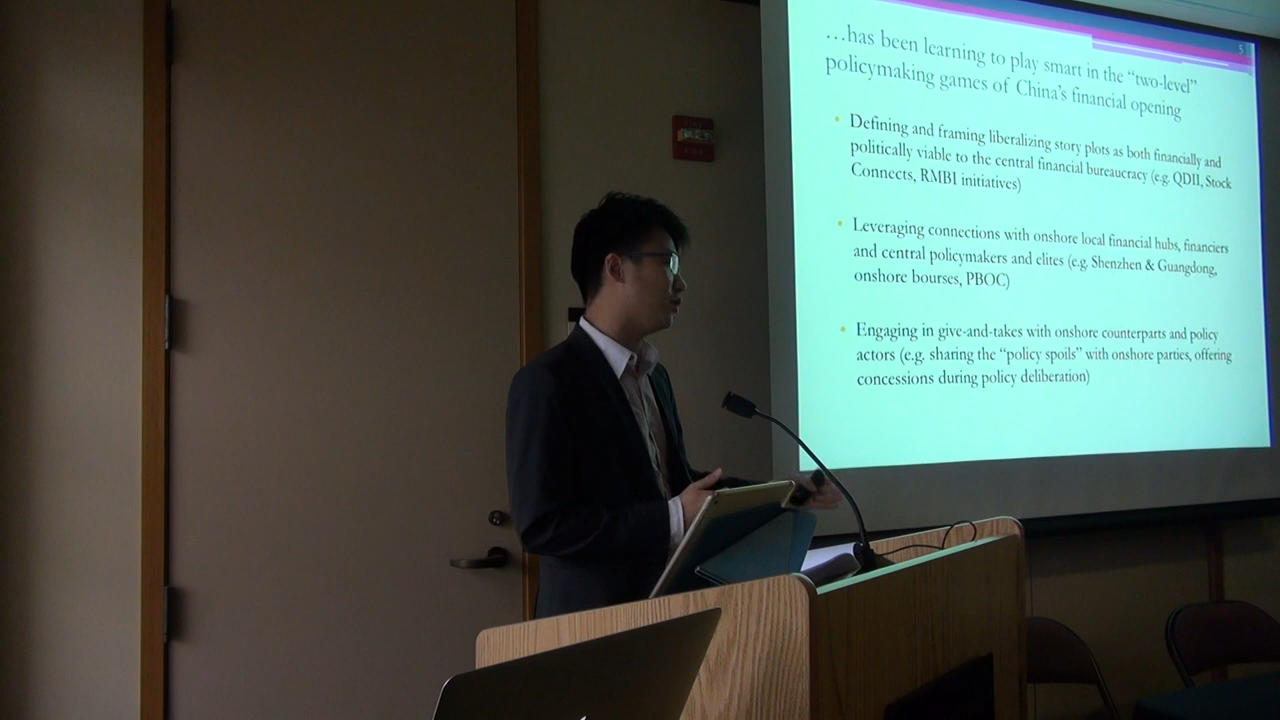 5
…has been learning to play smart in the “two-level”
policymaking games of China’s financial opening
Defining and framing liberalizing story plots as both financially and
politically viable to the central financial bureaucracy (e.g. QDII, Stock
Connects, RMBI initiatives)
Leveraging connections with onshore local financial hubs, financiers
and central policymakers and elites (e.g. Shenzhen & Guangdong,
onshore bourses, PBOC)
Engaging in give-and-takes with onshore counterparts and policy
actors (e.g. sharing the “policy spoils” with onshore parties, offering
concessions during policy deliberation)